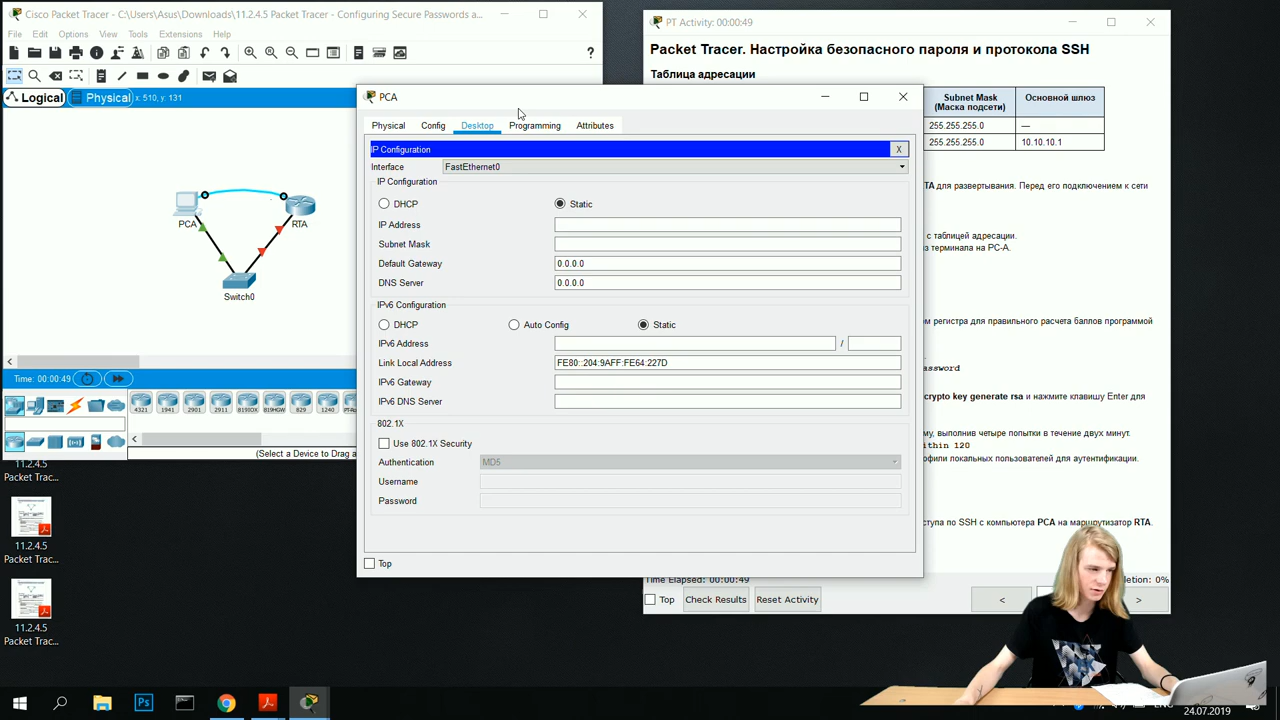 Cisco Packet Tracer - C:\Users\Asus\Downloads\11.2.4.5 Packet Tracer - Configuring Secure Passwords a...
File Edit Options View Tools Extensions Help
Logical Physical x: 510, y: 131
PCA
RTA
Switch0
Time: 00:00:49
4321 1941 2901 2911 819IOX 819HGW 829 1240
(Select a Device to Drag a
11.2.4.5
Packet Trac...
11.2.4.5
Packet Trac...
11.2.4.5
Packet Trac...
PCA
Physical Config Desktop Programming Attributes
IP Configuration X
Interface FastEthernet0
IP Configuration
DHCP Static
IP Address
Subnet Mask
Default Gateway 0.0.0.0
DNS Server 0.0.0.0
IPv6 Configuration
DHCP Auto Config Static
IPv6 Address /
Link Local Address FE80::204:9AFF:FE64:227D
IPv6 Gateway
IPv6 DNS Server
802.1X
Use 802.1X Security
Authentication MD5
Username
Password
Top
PT Activity: 00:00:49
Packet Tracer. Настройка безопасного пароля и протокола SSH
Таблица адресации
Subnet Mask
(Маска подсети) Основной шлюз
255.255.255.0 —
255.255.255.0 10.10.10.1
TA для развертывания. Перед его подключением к сети
с таблицей адресации.
из терминала на PC-A.
ем регистра для правильного расчета баллов программой
assword
crypto key generate rsa и нажмите клавишу Enter для
му, выполнив четыре попытки в течение двух минут.
ithin 120
офили локальных пользователей для аутентификации.
ступа по SSH с компьютера PCA на маршрутизатор RTA.
Time Elapsed: 00:00:49 letion: 0%
Top Check Results Reset Activity < >
24.07.2019